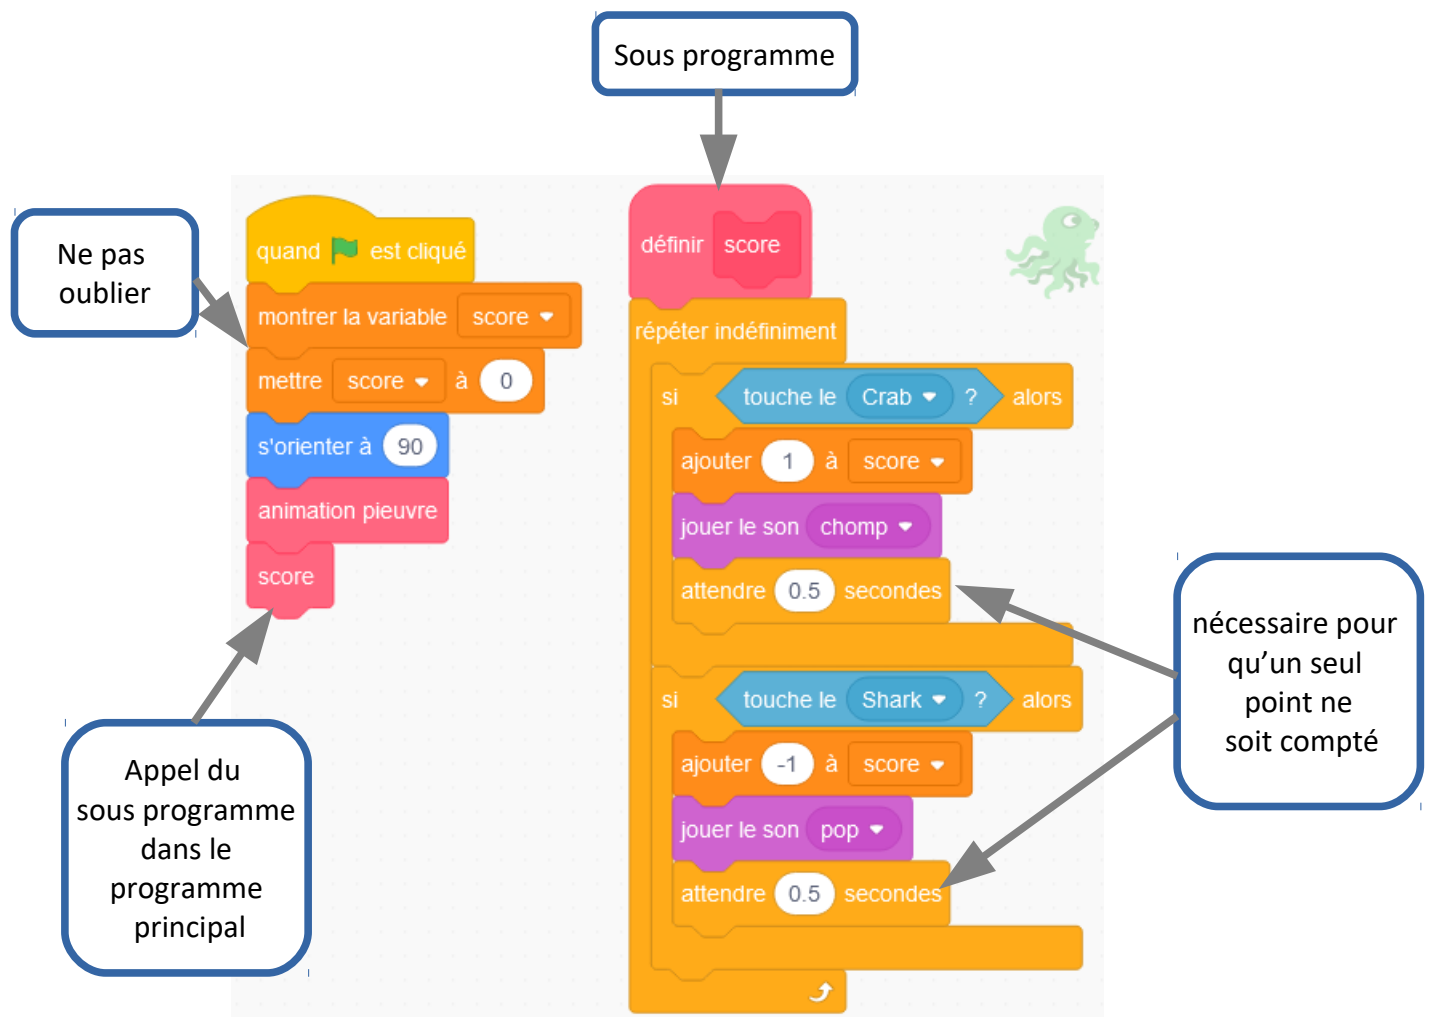 Sous programme
Ne pas
oublier
quand est cliqué
montrer la variable score
mettre score à 0
s'orienter à 90
animation pieuvre
score
Appel du
sous programme
dans le
programme
principal
définir score
répéter indéfiniment
si touche le Crab ? alors
ajouter 1 à score
jouer le son chomp
attendre 0.5 secondes
si touche le Shark ? alors
ajouter -1 à score
jouer le son pop
attendre 0.5 secondes
nécessaire pour
qu’un seul
point ne
soit compté